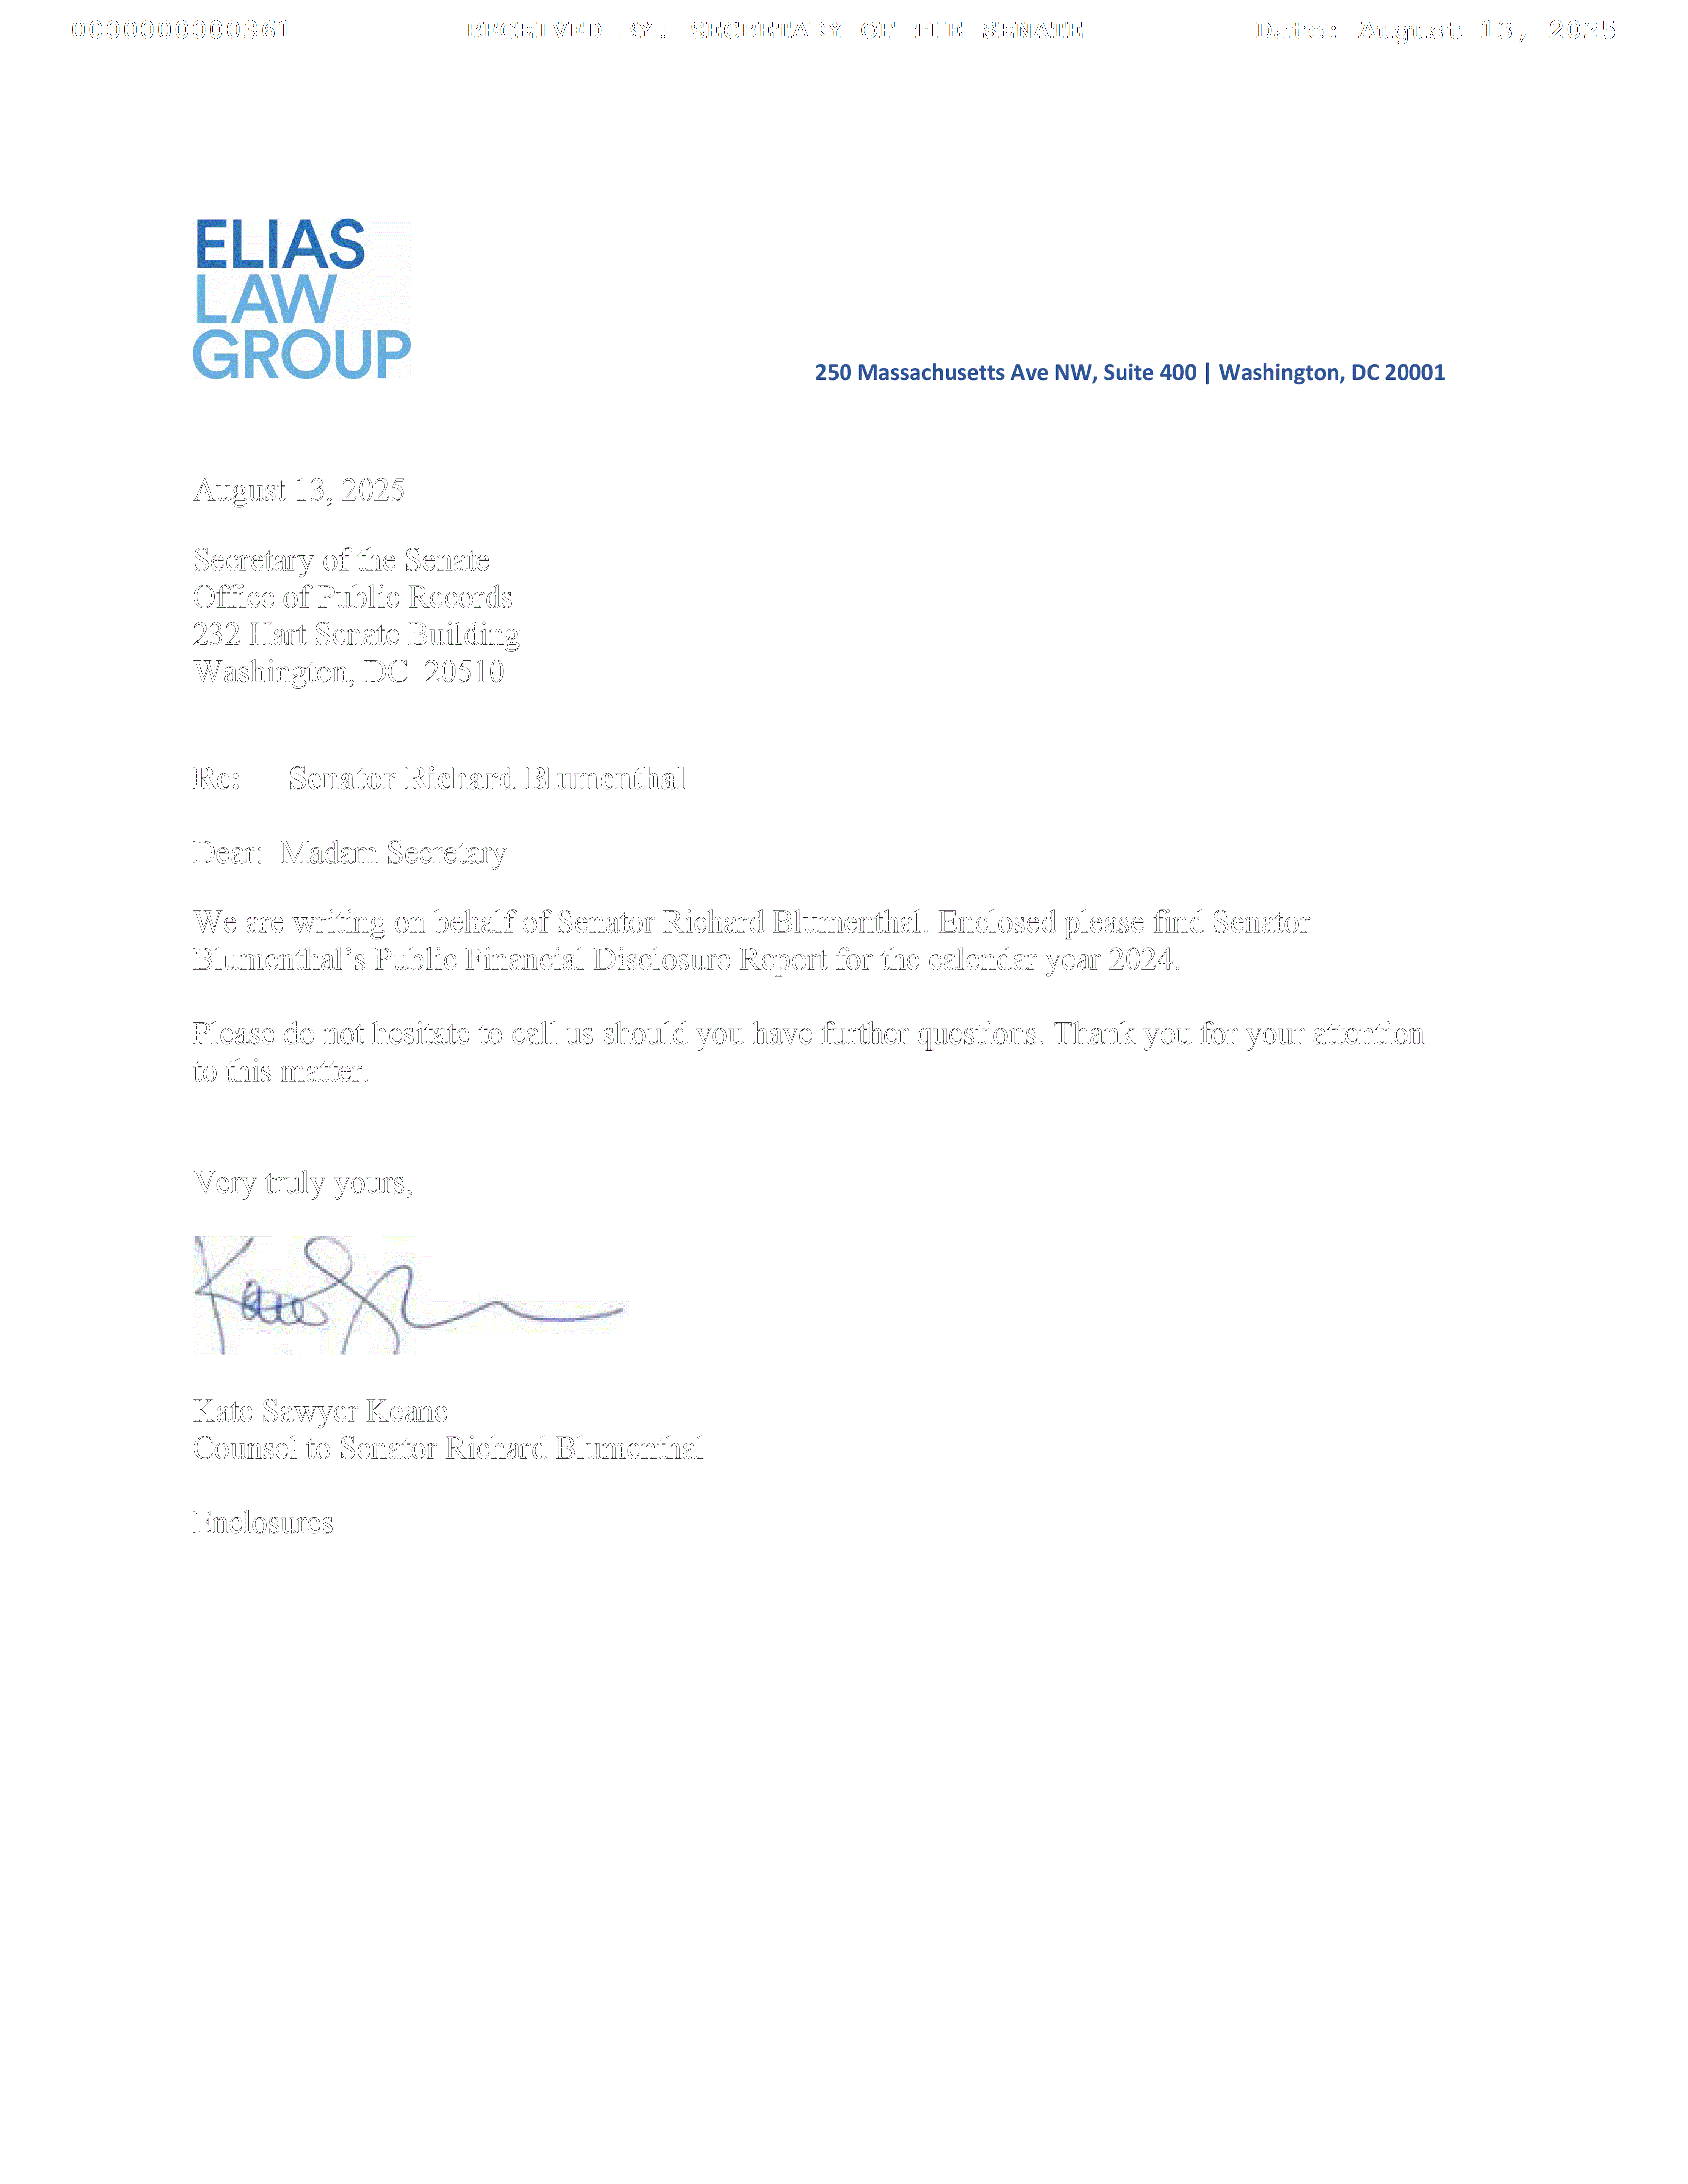 0000000000361 RECEIVED BY: SECRETARY OF THE SENATE Date: August 13, 2025
ELIAS
LAW
GROUP
250 Massachusetts Ave NW, Suite 400 | Washington, DC 20001
August 13, 2025
Secretary of the Senate
Office of Public Records
232 Hart Senate Building
Washington, DC  20510
Re: Senator Richard Blumenthal
Dear:  Madam Secretary
We are writing on behalf of Senator Richard Blumenthal. Enclosed please find Senator
Blumenthal’s Public Financial Disclosure Report for the calendar year 2024.
Please do not hesitate to call us should you have further questions. Thank you for your attention
to this matter.
Very truly yours,
Kate Sawyer Keane
Counsel to Senator Richard Blumenthal
Enclosures